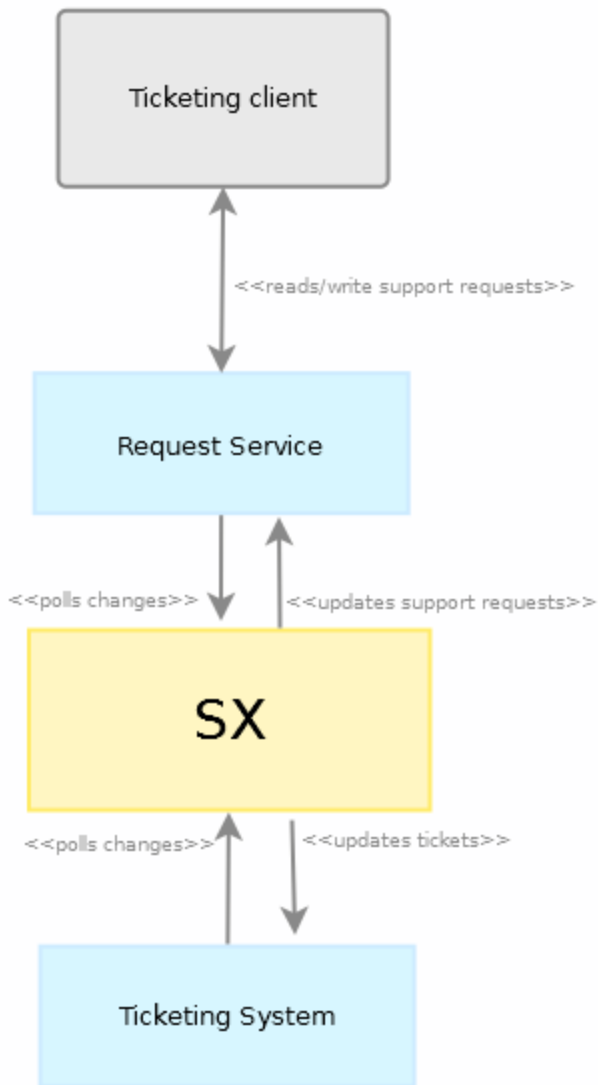 Ticketing client
<<reads/write support requests>>
Request Service
<<polls changes>>
<<updates support requests>>
SX
<<polls changes>>
<<updates tickets>>
Ticketing System